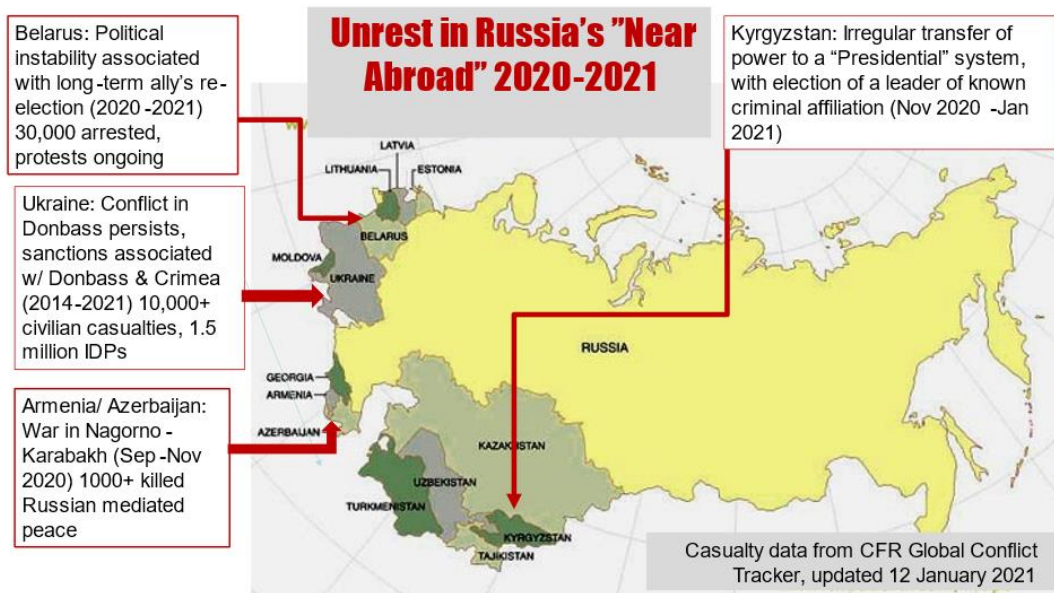 Unrest in Russia's "Near
Abroad" 2020-2021
Belarus: Political
instability associated
with long-term ally's re-
election (2020-2021)
30,000 arrested,
protests ongoing
Ukraine: Conflict in
Donbass persists,
sanctions associated
w/ Donbass & Crimea
(2014-2021) 10,000+
civilian casualties, 1.5
million IDPs
Armenia/ Azerbaijan:
War in Nagorno -
Karabakh (Sep -Nov
2020) 1000+ killed
Russian mediated
peace
Kyrgyzstan: Irregular transfer of
power to a “Presidential” system,
with election of a leader of known
criminal affiliation (Nov 2020 -Jan
2021)
LATVIA
LITHUANIA
ESTONIA
BELARUS
MOLDOVA
UKRAINE
RUSSIA
GEORGIA
ARMENIA
AZERBAIJAN
KAZAKHSTAN
UZBEKISTAN
TURKMENISTAN
KYRGYZSTAN
TAJIKISTAN
Casualty data from CFR Global Conflict
Tracker, updated 12 January 2021